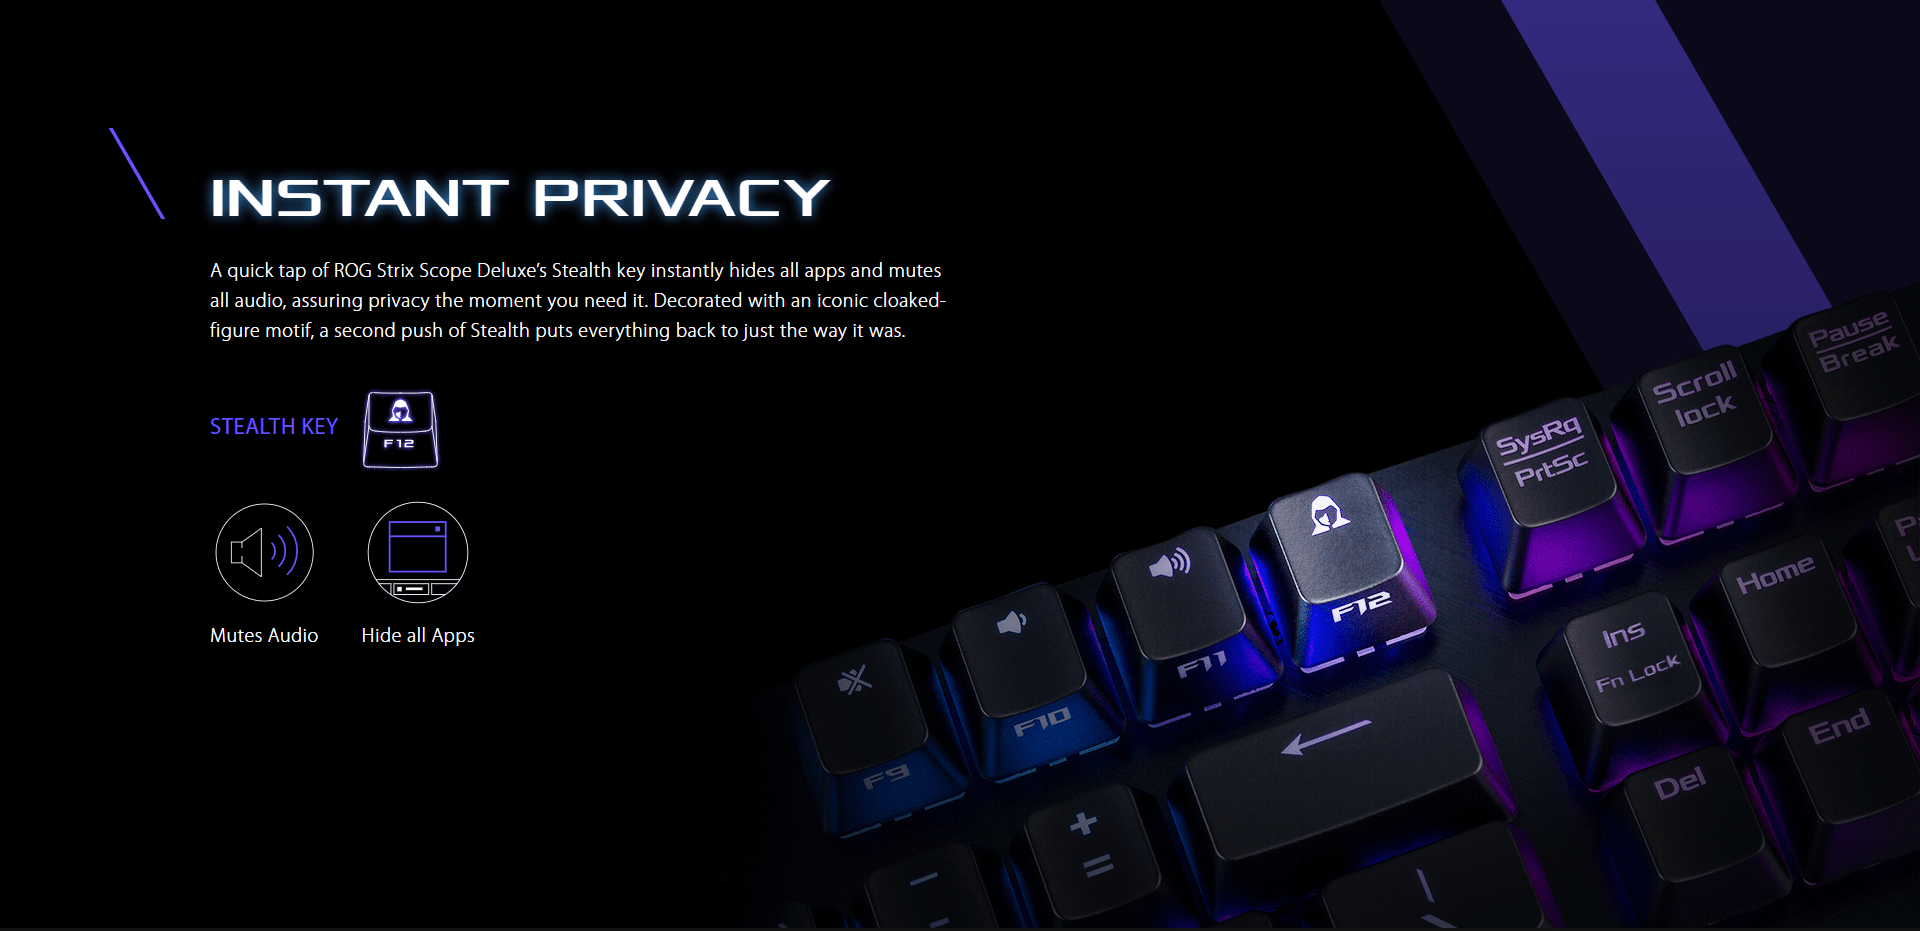 INSTANT PRIVACY
A quick tap of ROG Strix Scope Deluxe’s Stealth key instantly hides all apps and mutes
all audio, assuring privacy the moment you need it. Decorated with an iconic cloaked-
figure motif, a second push of Stealth puts everything back to just the way it was.
STEALTH KEY
F12
Mutes Audio
Hide all Apps
Pause
Break
Scroll
lock
SysRq
PrtSc
F12
F11
F10
F9
Home
Ins
Fn Lock
End
Del
+
=
−
\